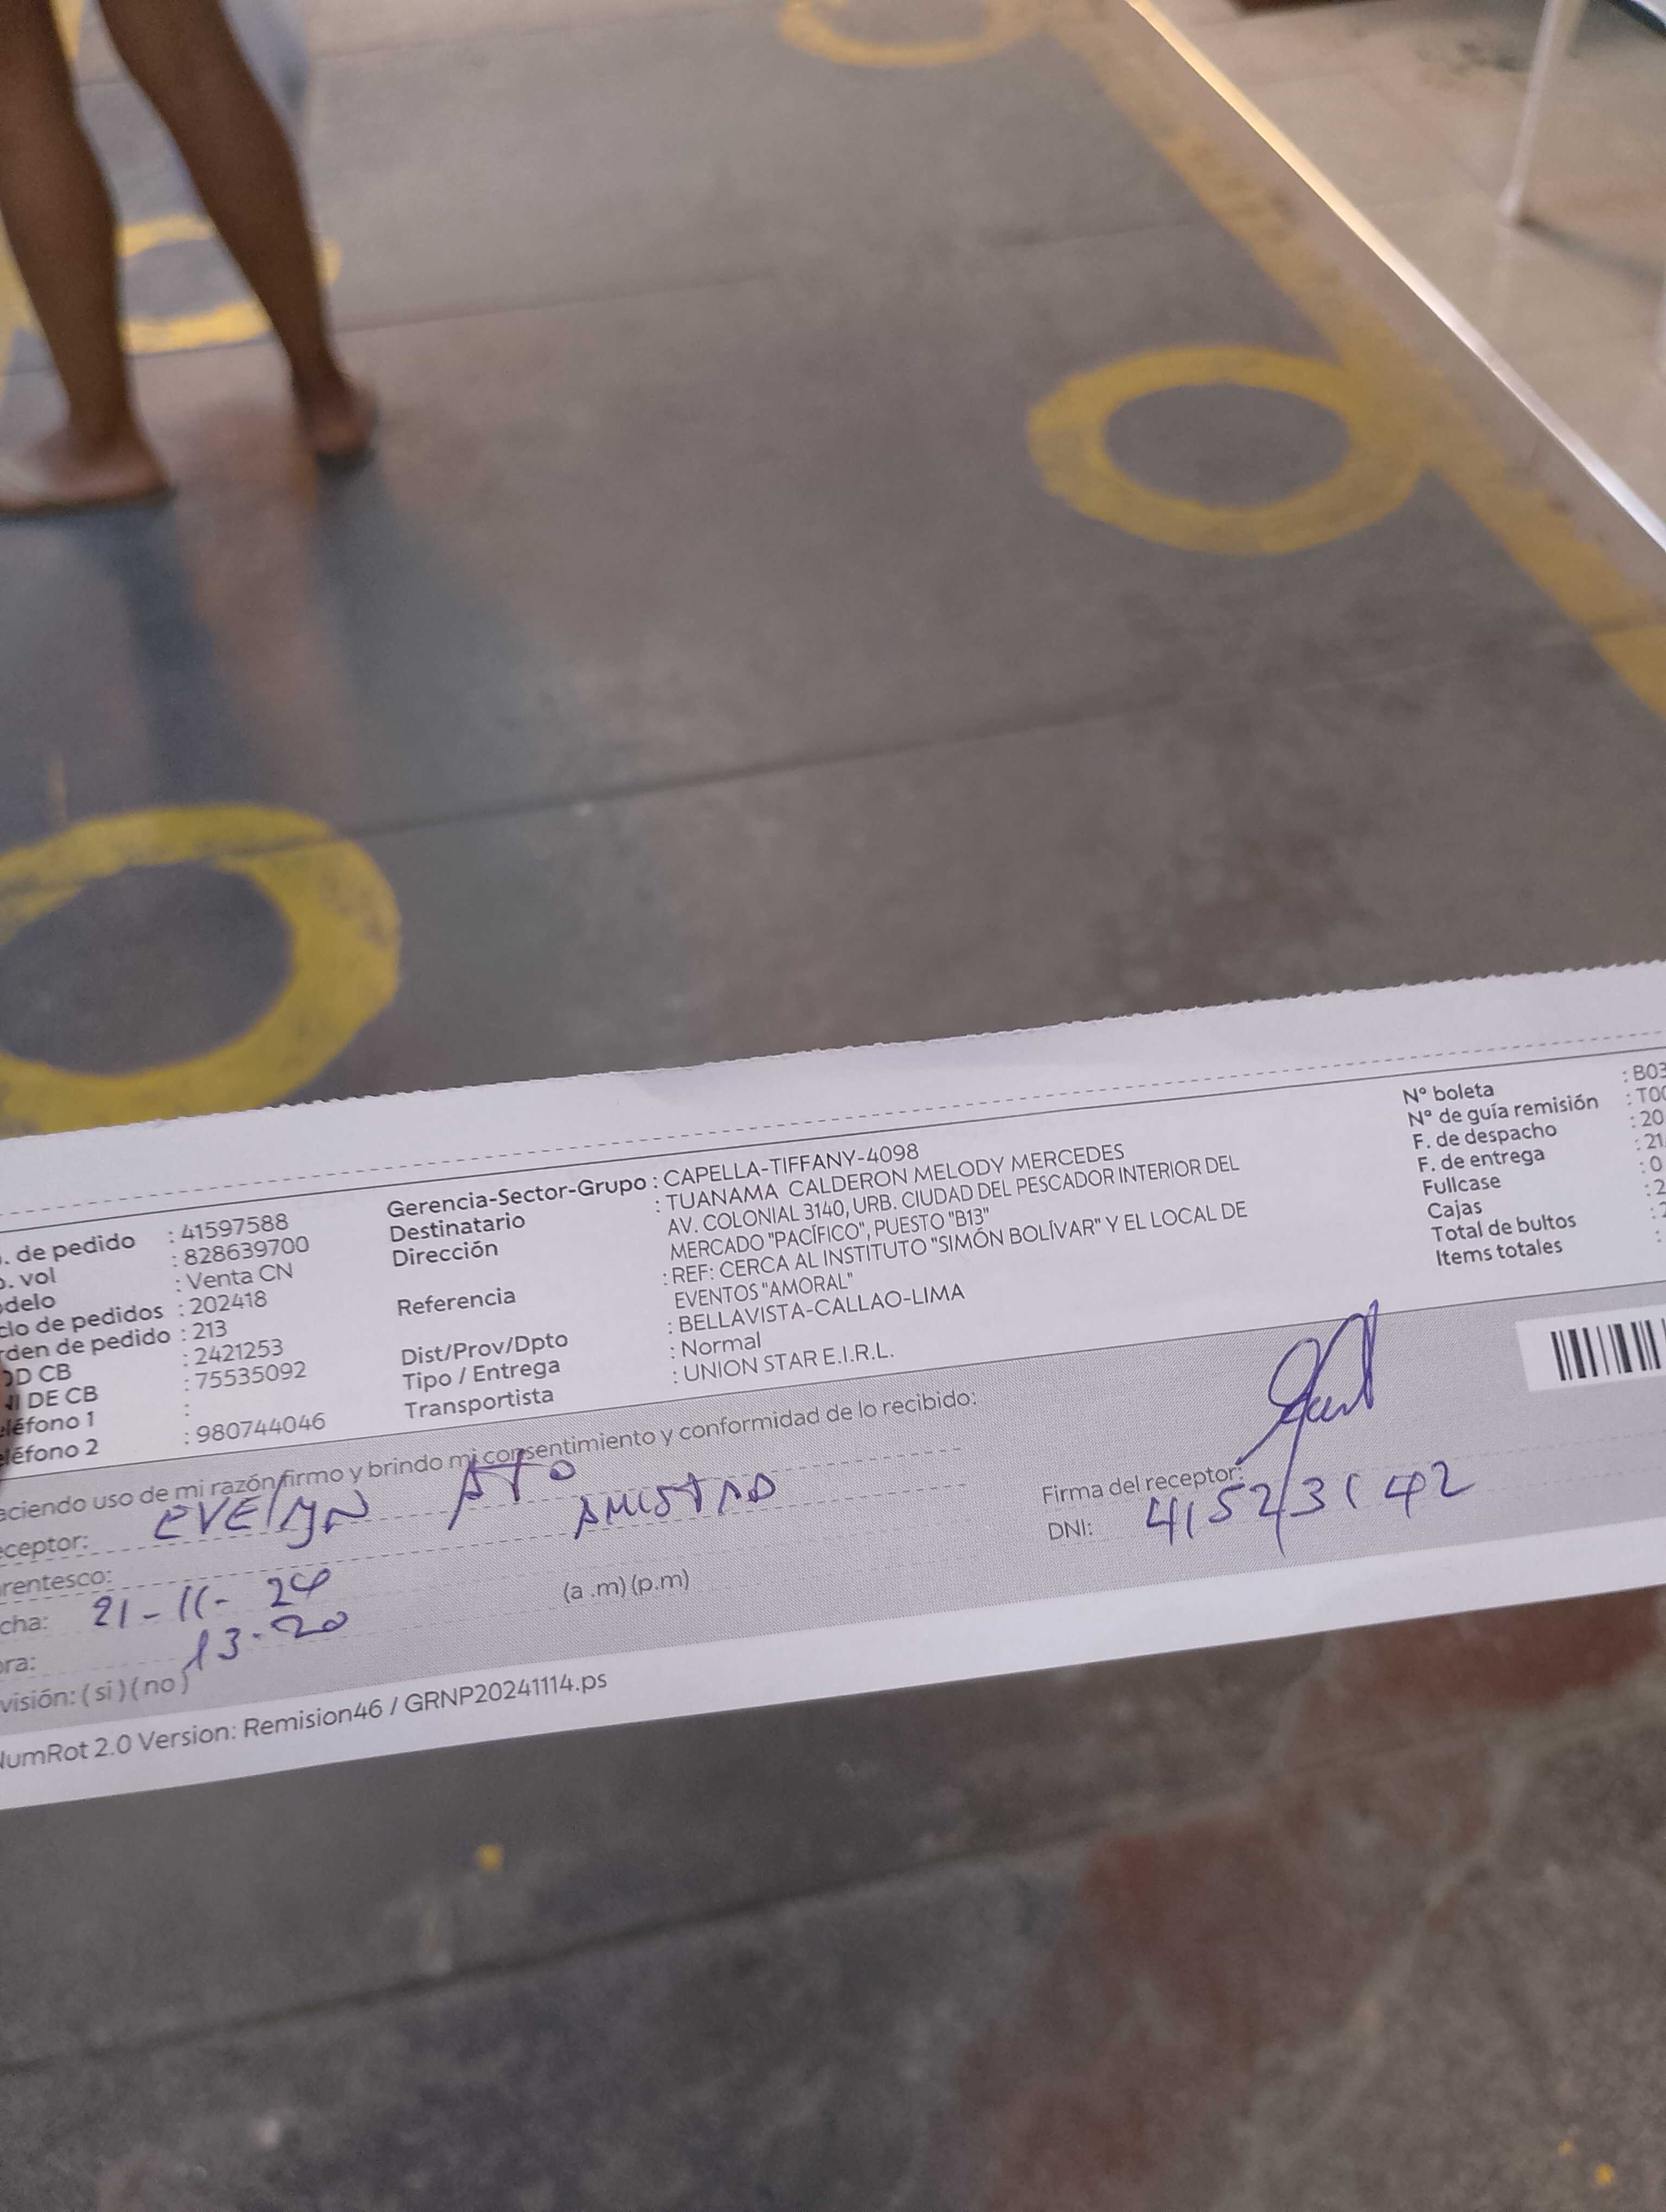 . de pedido : 41597588
o. vol : 828639700
odelo : Venta CN
clo de pedidos : 202418
rden de pedido : 213
OD CB : 2421253
NI DE CB : 75535092
eléfono 1 :
eléfono 2 : 980744046
Gerencia-Sector-Grupo : CAPELLA-TIFFANY-4098
Destinatario : TUANAMA CALDERON MELODY MERCEDES
Dirección AV. COLONIAL 3140, URB. CIUDAD DEL PESCADOR INTERIOR DEL
MERCADO "PACÍFICO", PUESTO "B13"
Referencia : REF: CERCA AL INSTITUTO "SIMÓN BOLÍVAR" Y EL LOCAL DE
EVENTOS "AMORAL"
Dist/Prov/Dpto : BELLAVISTA-CALLAO-LIMA
Tipo / Entrega : Normal
Transportista : UNION STAR E.I.R.L.
Nº boleta : B03
Nº de guía remisión : T00
F. de despacho : 20
F. de entrega : 21
Fullcase : 0
Cajas : 2
Total de bultos : 2
Items totales :
aciendo uso de mi razón firmo y brindo mi consentimiento y conformidad de lo recibido:
eceptor: EVElyN ATO
rentesco: AMISTAD
cha: 21-11-24
ora: 13-20 (a .m) (p.m)
visión: ( si ) ( no )
Firma del receptor:
DNI: 41523142
NumRot 2.0 Version: Remision46 / GRNP20241114.ps